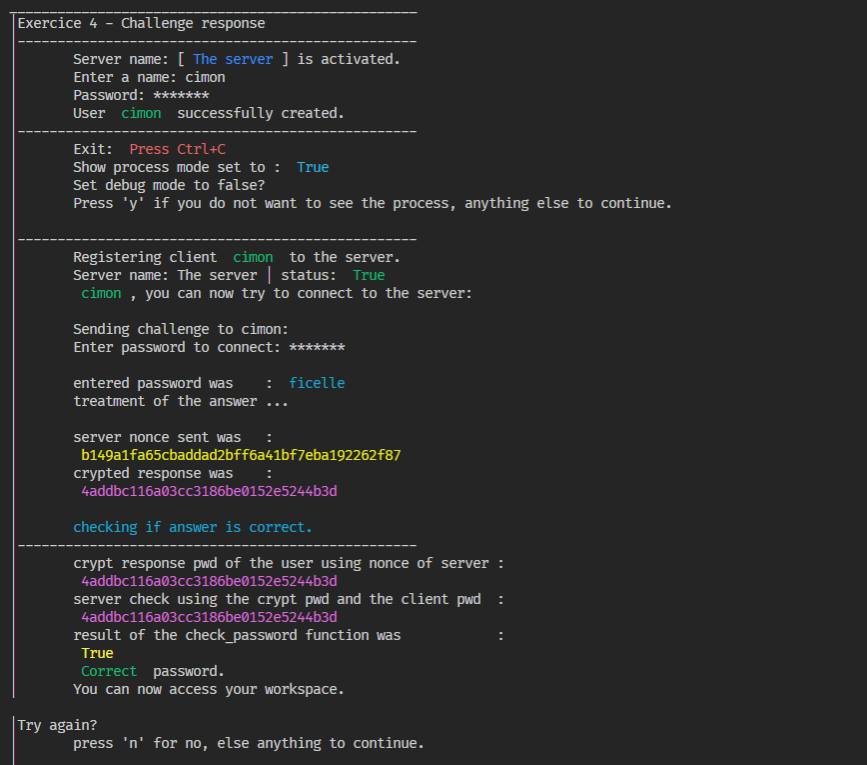 Exercice 4 - Challenge response
--------------------------------------------------
Server name: [ The server ] is activated.
Enter a name: cimon
Password: *******
User  cimon  successfully created.
--------------------------------------------------
Exit:  Press Ctrl+C
Show process mode set to :  True
Set debug mode to false?
Press 'y' if you do not want to see the process, anything else to continue.
--------------------------------------------------
Registering client  cimon  to the server.
Server name: The server | status:  True
cimon , you can now try to connect to the server:
Sending challenge to cimon:
Enter password to connect: *******
entered password was    :  ficelle
treatment of the answer ...
server nonce sent was   :
b149a1fa65cbaddad2bff6a41bf7eba192262f87
crypted response was    :
4addbc116a03cc3186be0152e5244b3d
checking if answer is correct.
--------------------------------------------------
crypt response pwd of the user using nonce of server :
4addbc116a03cc3186be0152e5244b3d
server check using the crypt pwd and the client pwd  :
4addbc116a03cc3186be0152e5244b3d
result of the check_password function was            :
True
Correct  password.
You can now access your workspace.
Try again?
press 'n' for no, else anything to continue.